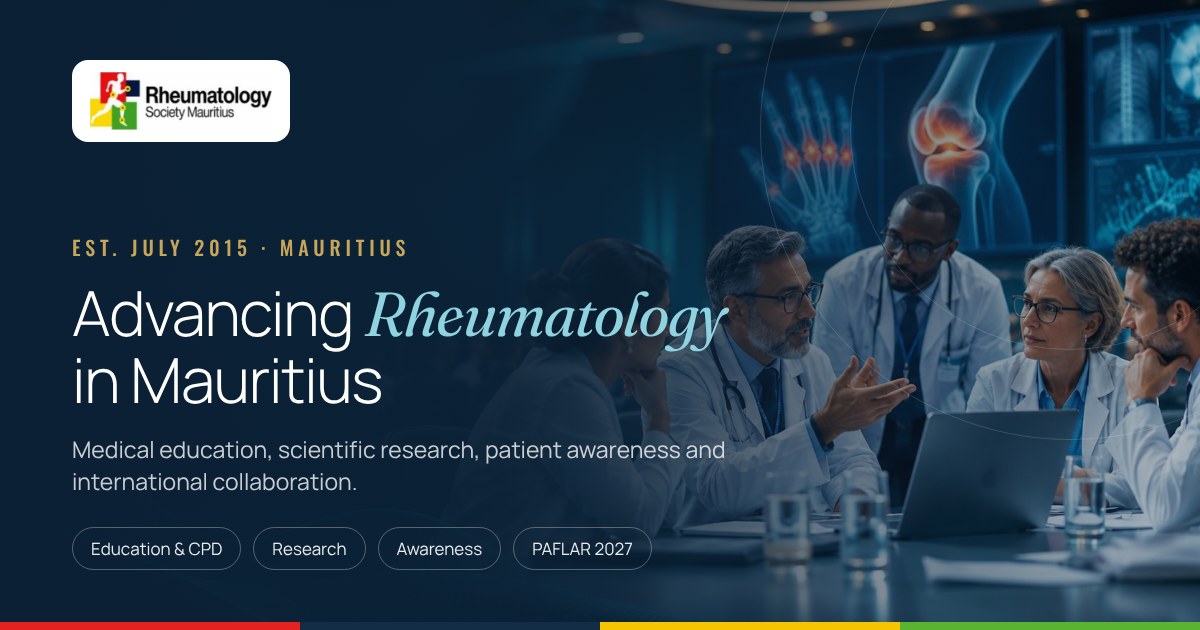 Rheumatology
Society Mauritius
EST. JULY 2015 · MAURITIUS
Advancing Rheumatology
in Mauritius
Medical education, scientific research, patient awareness and
international collaboration.
Education & CPD
Research
Awareness
PAFLAR 2027